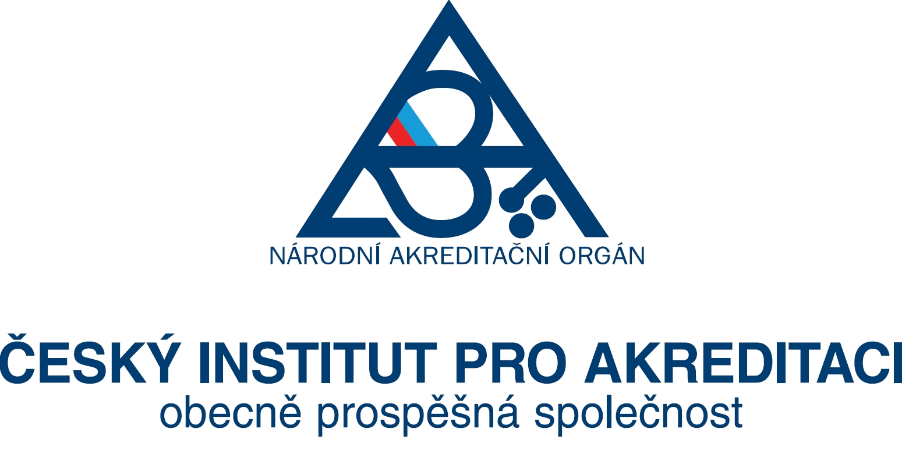 NÁRODNÍ AKREDITAČNÍ ORGÁN
ČESKÝ INSTITUT PRO AKREDITACI
obecně prospěšná společnost